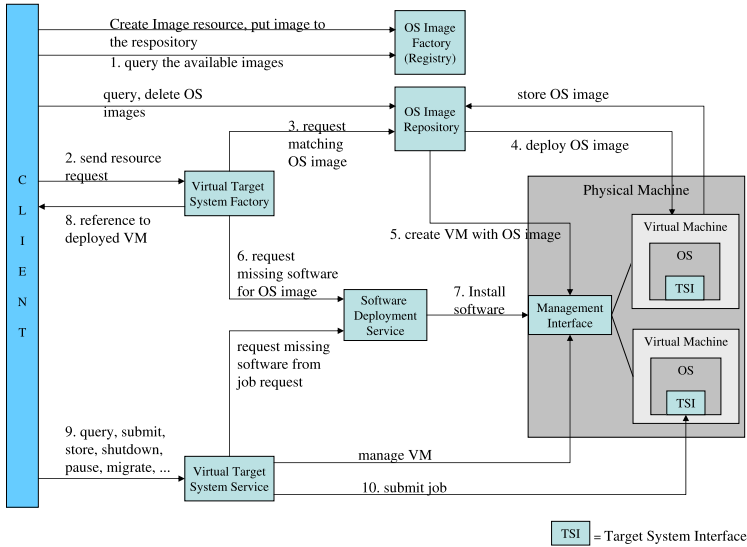 Create Image resource, put image to
the respository
1. query the available images
OS Image
Factory
(Registry)
query, delete OS
images
OS Image
Repository
store OS image
3. request
matching
OS image
4. deploy OS image
2. send resource
request
Virtual Target
System Factory
8. reference to
deployed VM
C
L
I
E
N
T
Physical Machine
5. create VM with OS image
Virtual Machine
OS
TSI
6. request
missing software
for OS image
Software
Deployment
Service
7. Install
software
Management
Interface
request missing
software from
job request
Virtual Machine
OS
TSI
9. query, submit,
store, shutdown,
pause, migrate, ...
Virtual Target
System Service
manage VM
10. submit job
TSI
= Target System Interface